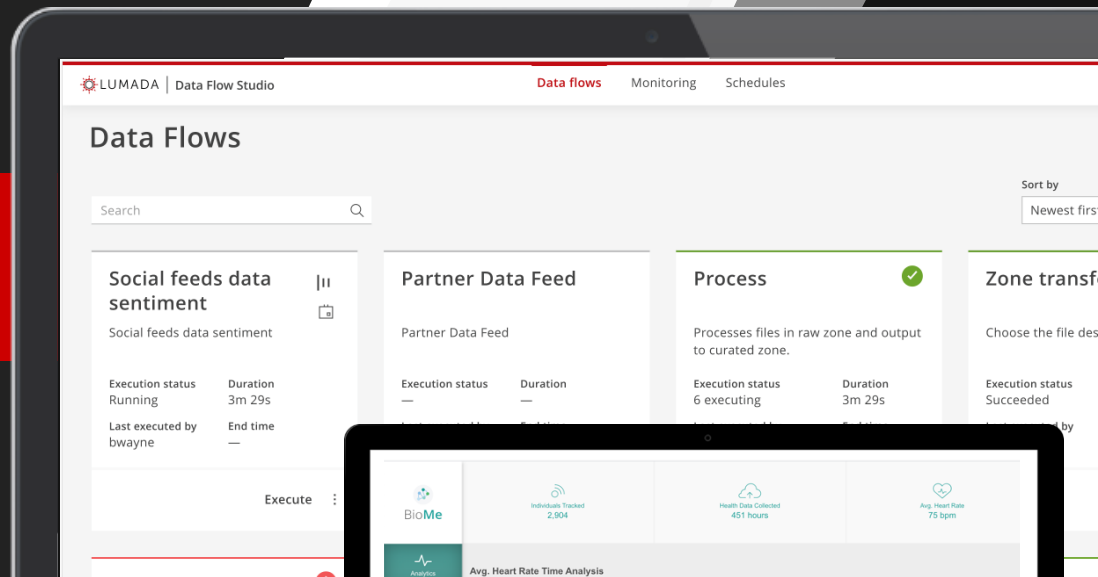 LUMADA | Data Flow Studio
Data flows Monitoring Schedules
Data Flows
Sort by
Search
Newest first
Social feeds data
sentiment
Social feeds data sentiment
Execution status Duration
Running 3m 29s
Last executed by End time
bwayne —
Execute
Partner Data Feed
Partner Data Feed
Execution status Duration
— —
Process
Processes files in raw zone and output
to curated zone.
Execution status Duration
6 executing 3m 29s
Zone transf
Choose the file des
Execution status
Succeeded
BioMe
Individuals Tracked
2,904
Health Data Collected
451 hours
Avg. Heart Rate
75 bpm
Analytics
Avg. Heart Rate Time Analysis